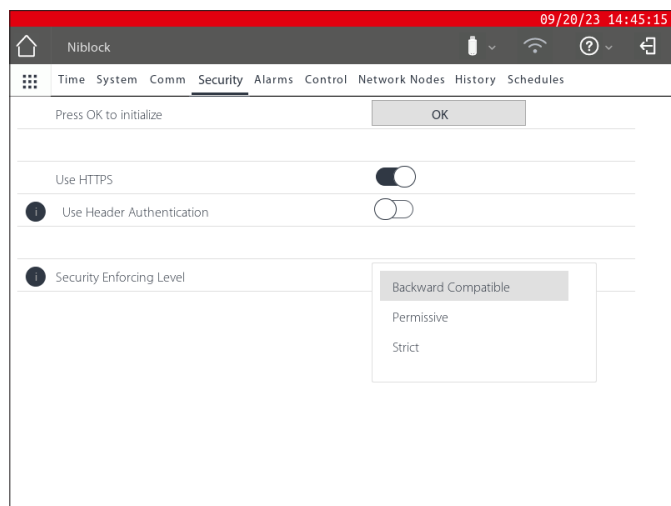 09/20/23 14:45:15
Niblock
Time System Comm Security Alarms Control Network Nodes History Schedules
Press OK to initialize OK
Use HTTPS
Use Header Authentication
Security Enforcing Level
Backward Compatible
Permissive
Strict